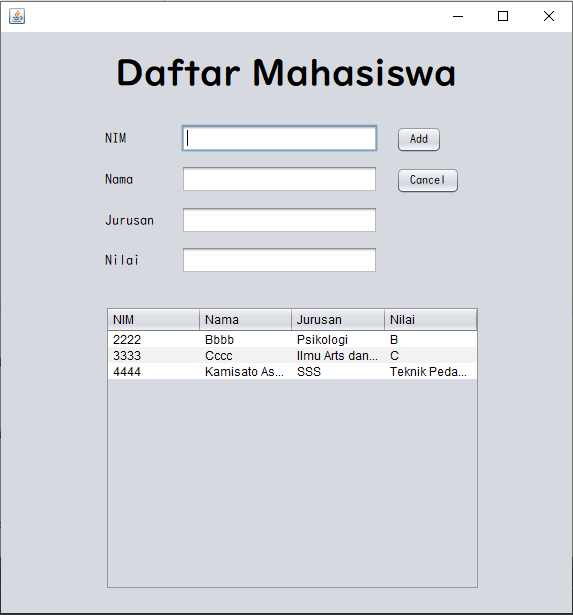 Daftar Mahasiswa
NIM
Add
Nama
Cancel
Jurusan
Nilai
NIM Nama Jurusan Nilai
2222 Bbbb Psikologi B
3333 Cccc Ilmu Arts dan... C
4444 Kamisato As... SSS Teknik Peda...